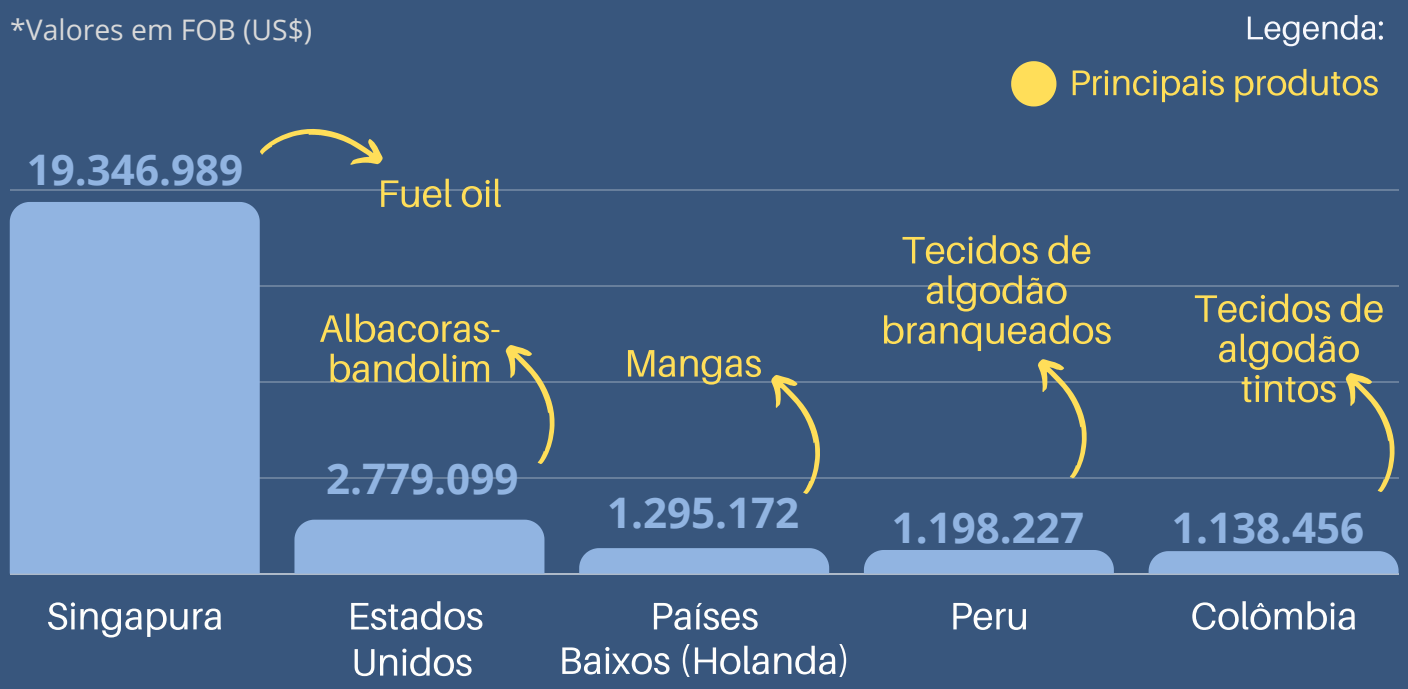 *Valores em FOB (US$)
Legenda:
Principais produtos
19.346.989
Fuel oil
Albacoras-
bandolim
2.779.099
Mangas
1.295.172
Tecidos de
algodão
branqueados
1.198.227
Tecidos de
algodão
tintos
1.138.456
Singapura
Estados
Unidos
Países
Baixos (Holanda)
Peru
Colômbia